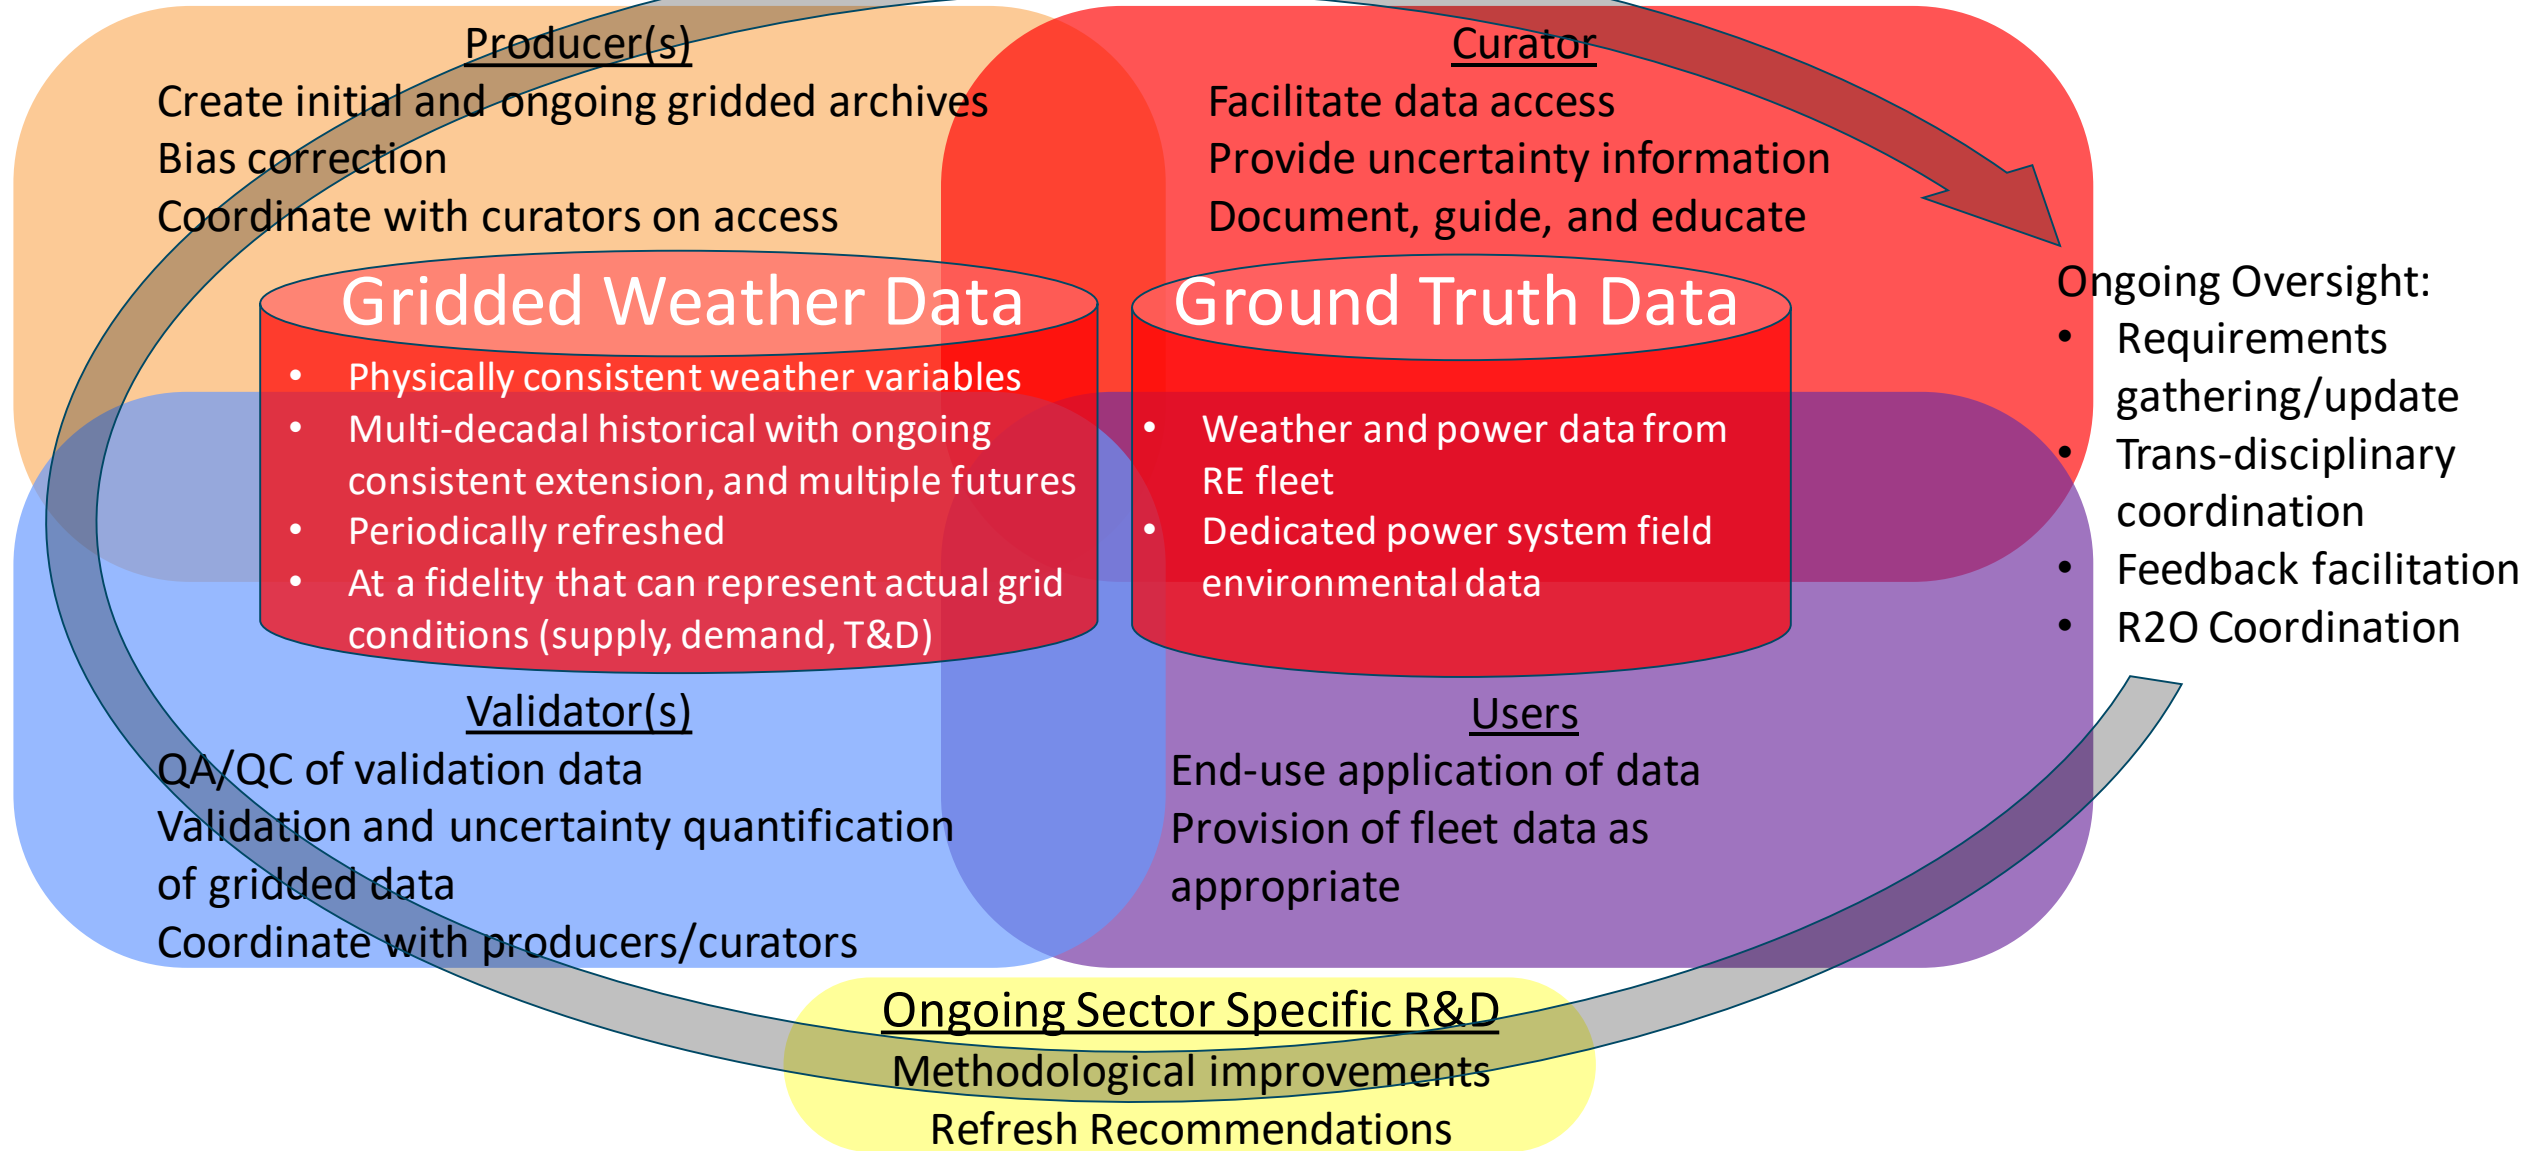 Producer(s)
Create initial and ongoing gridded archives
Bias correction
Coordinate with curators on access
Curator
Facilitate data access
Provide uncertainty information
Document, guide, and educate
Gridded Weather Data
• Physically consistent weather variables
• Multi-decadal historical with ongoing
consistent extension, and multiple futures
• Periodically refreshed
• At a fidelity that can represent actual grid
conditions (supply, demand, T&D)
Ground Truth Data
• Weather and power data from
RE fleet
• Dedicated power system field
environmental data
Ongoing Oversight:
• Requirements
gathering/update
• Trans-disciplinary
coordination
• Feedback facilitation
• R2O Coordination
Validator(s)
QA/QC of validation data
Validation and uncertainty quantification
of gridded data
Coordinate with producers/curators
Users
End-use application of data
Provision of fleet data as
appropriate
Ongoing Sector Specific R&D
Methodological improvements
Refresh Recommendations